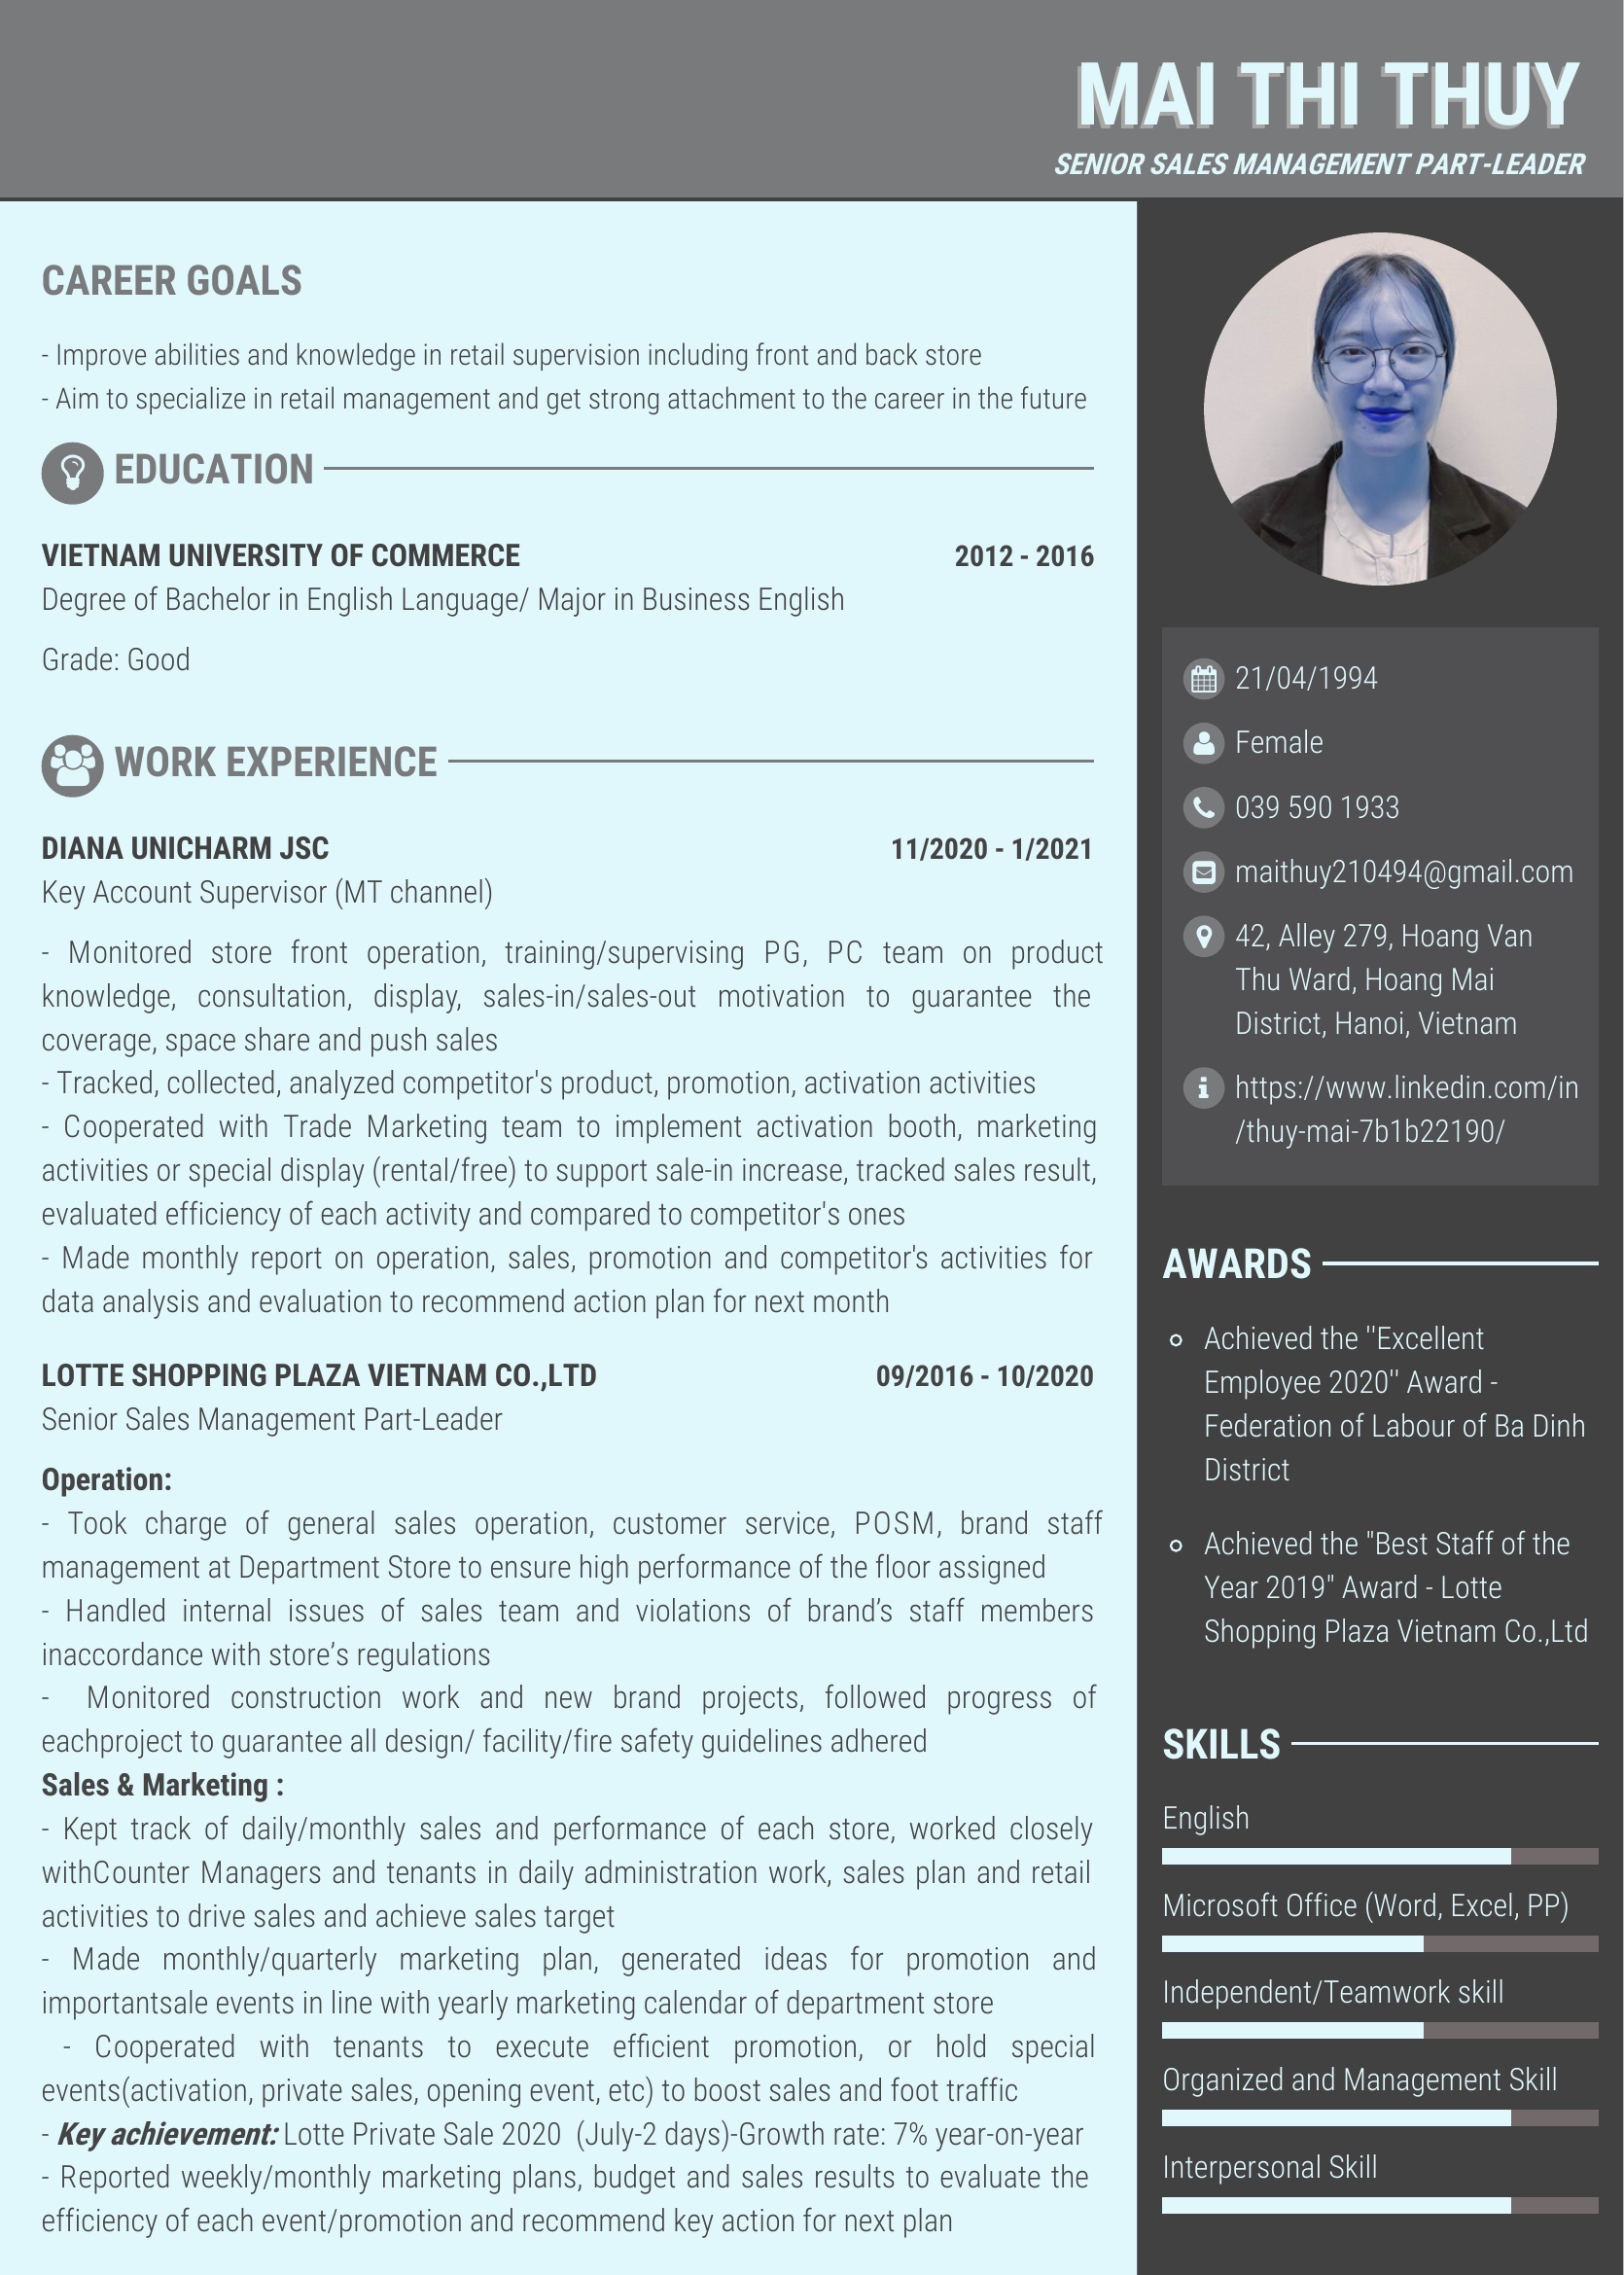 MAI THI THUY
SENIOR SALES MANAGEMENT PART-LEADER
CAREER GOALS
- Improve abilities and knowledge in retail supervision including front and back store
- Aim to specialize in retail management and get strong attachment to the career in the future
EDUCATION
VIETNAM UNIVERSITY OF COMMERCE 2012 - 2016
Degree of Bachelor in English Language/ Major in Business English
Grade: Good
WORK EXPERIENCE
DIANA UNICHARM JSC 11/2020 - 1/2021
Key Account Supervisor (MT channel)
- Monitored store front operation, training/supervising PG, PC team on product
knowledge, consultation, display, sales-in/sales-out motivation to guarantee the
coverage, space share and push sales
- Tracked, collected, analyzed competitor's product, promotion, activation activities
- Cooperated with Trade Marketing team to implement activation booth, marketing
activities or special display (rental/free) to support sale-in increase, tracked sales result,
evaluated efficiency of each activity and compared to competitor's ones
- Made monthly report on operation, sales, promotion and competitor's activities for
data analysis and evaluation to recommend action plan for next month
LOTTE SHOPPING PLAZA VIETNAM CO.,LTD 09/2016 - 10/2020
Senior Sales Management Part-Leader
Operation:
- Took charge of general sales operation, customer service, POSM, brand staff
management at Department Store to ensure high performance of the floor assigned
- Handled internal issues of sales team and violations of brand’s staff members
inaccordance with store’s regulations
- Monitored construction work and new brand projects, followed progress of
eachproject to guarantee all design/ facility/fire safety guidelines adhered
Sales & Marketing :
- Kept track of daily/monthly sales and performance of each store, worked closely
withCounter Managers and tenants in daily administration work, sales plan and retail
activities to drive sales and achieve sales target
- Made monthly/quarterly marketing plan, generated ideas for promotion and
importantsale events in line with yearly marketing calendar of department store
- Cooperated with tenants to execute efficient promotion, or hold special
events(activation, private sales, opening event, etc) to boost sales and foot traffic
- Key achievement: Lotte Private Sale 2020 (July-2 days)-Growth rate: 7% year-on-year
- Reported weekly/monthly marketing plans, budget and sales results to evaluate the
efficiency of each event/promotion and recommend key action for next plan
21/04/1994
Female
039 590 1933
maithuy210494@gmail.com
42, Alley 279, Hoang Van
Thu Ward, Hoang Mai
District, Hanoi, Vietnam
https://www.linkedin.com/in
/thuy-mai-7b1b22190/
AWARDS
Achieved the "Excellent
Employee 2020" Award -
Federation of Labour of Ba Dinh
District
Achieved the "Best Staff of the
Year 2019" Award - Lotte
Shopping Plaza Vietnam Co.,Ltd
SKILLS
English
Microsoft Office (Word, Excel, PP)
Independent/Teamwork skill
Organized and Management Skill
Interpersonal Skill